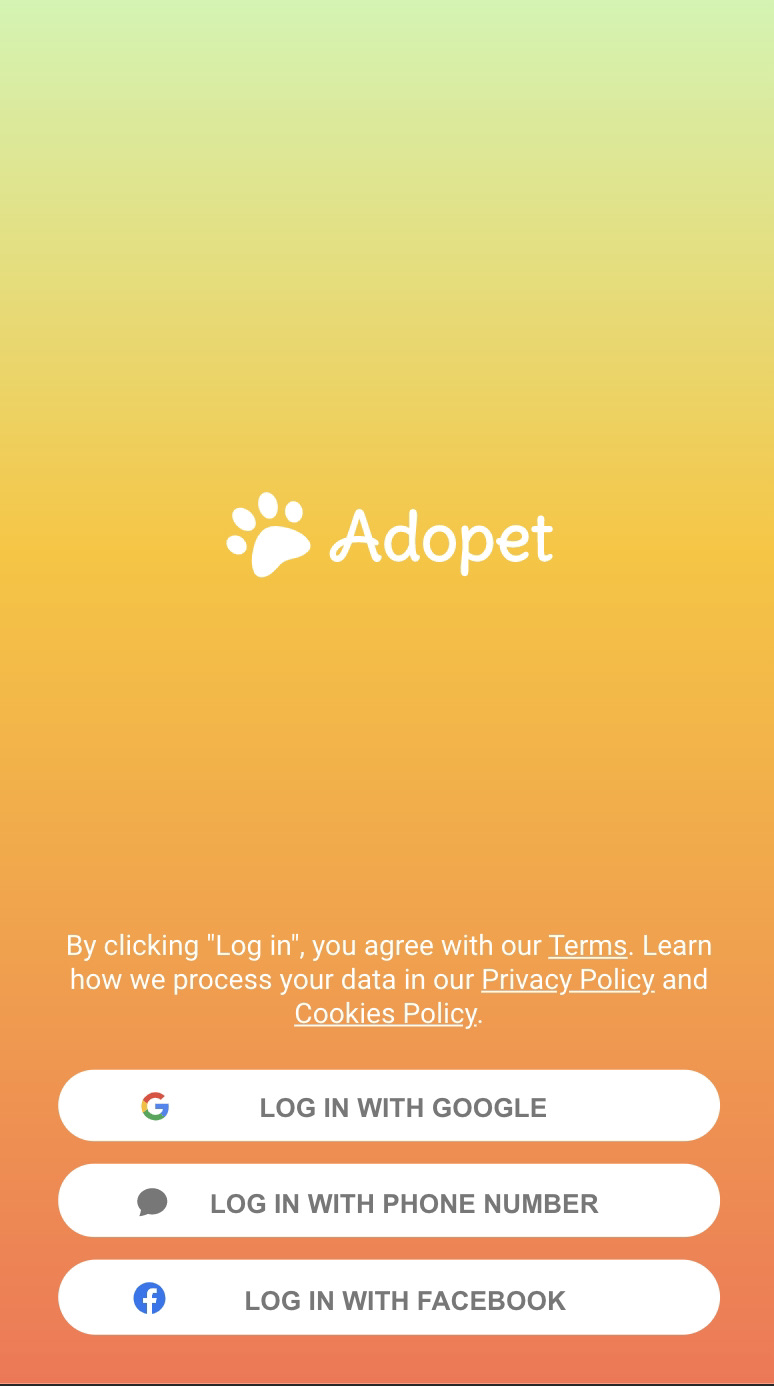 Adopet
By clicking "Log in", you agree with our Terms. Learn
how we process your data in our Privacy Policy and
Cookies Policy.
LOG IN WITH GOOGLE
LOG IN WITH PHONE NUMBER
LOG IN WITH FACEBOOK